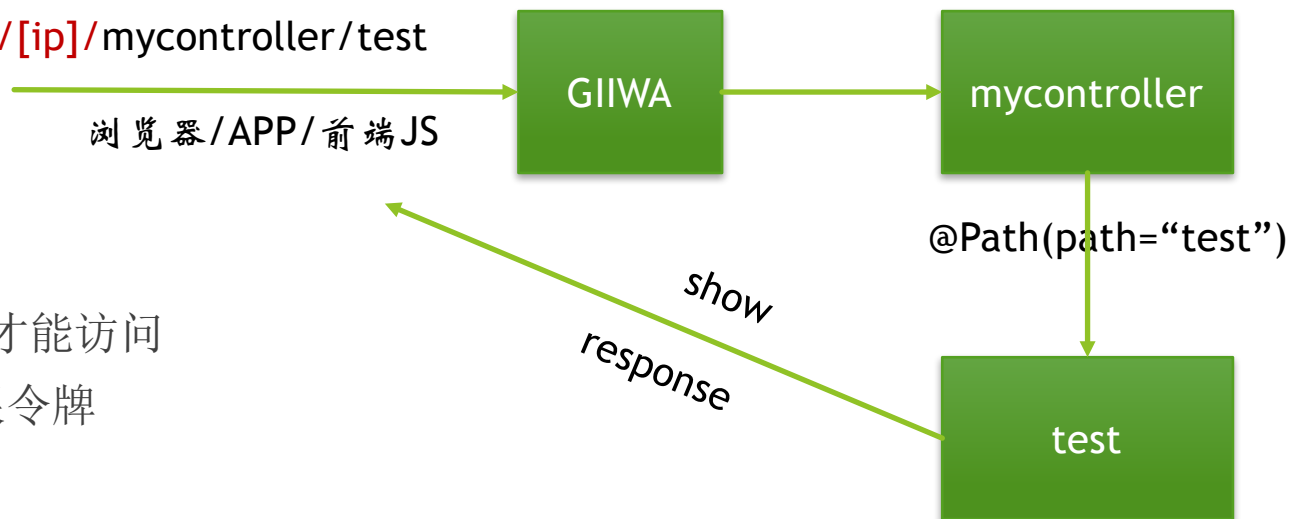 /[ip]/mycontroller/test
浏览器/APP/前端JS
GIIWA
mycontroller
@Path(path=“test”)
show
response
才能访问
令牌
test